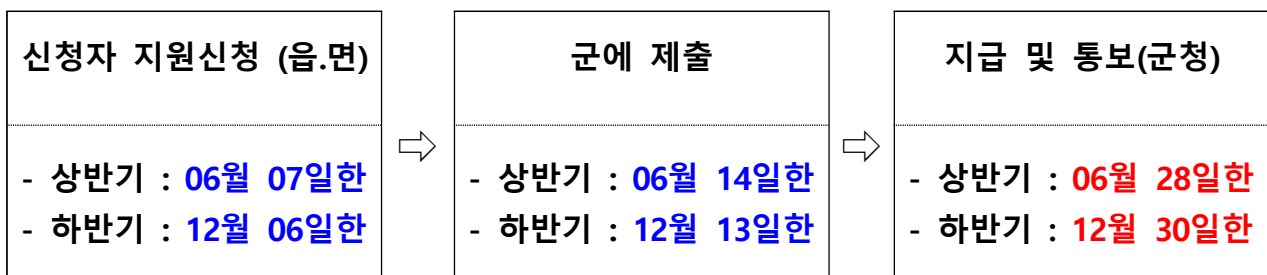 신청자 지원신청 (읍.면)
- 상반기 : 06월 07일한
- 하반기 : 12월 06일한
⇨
군에 제출
- 상반기 : 06월 14일한
- 하반기 : 12월 13일한
⇨
지급 및 통보(군청)
- 상반기 : 06월 28일한
- 하반기 : 12월 30일한